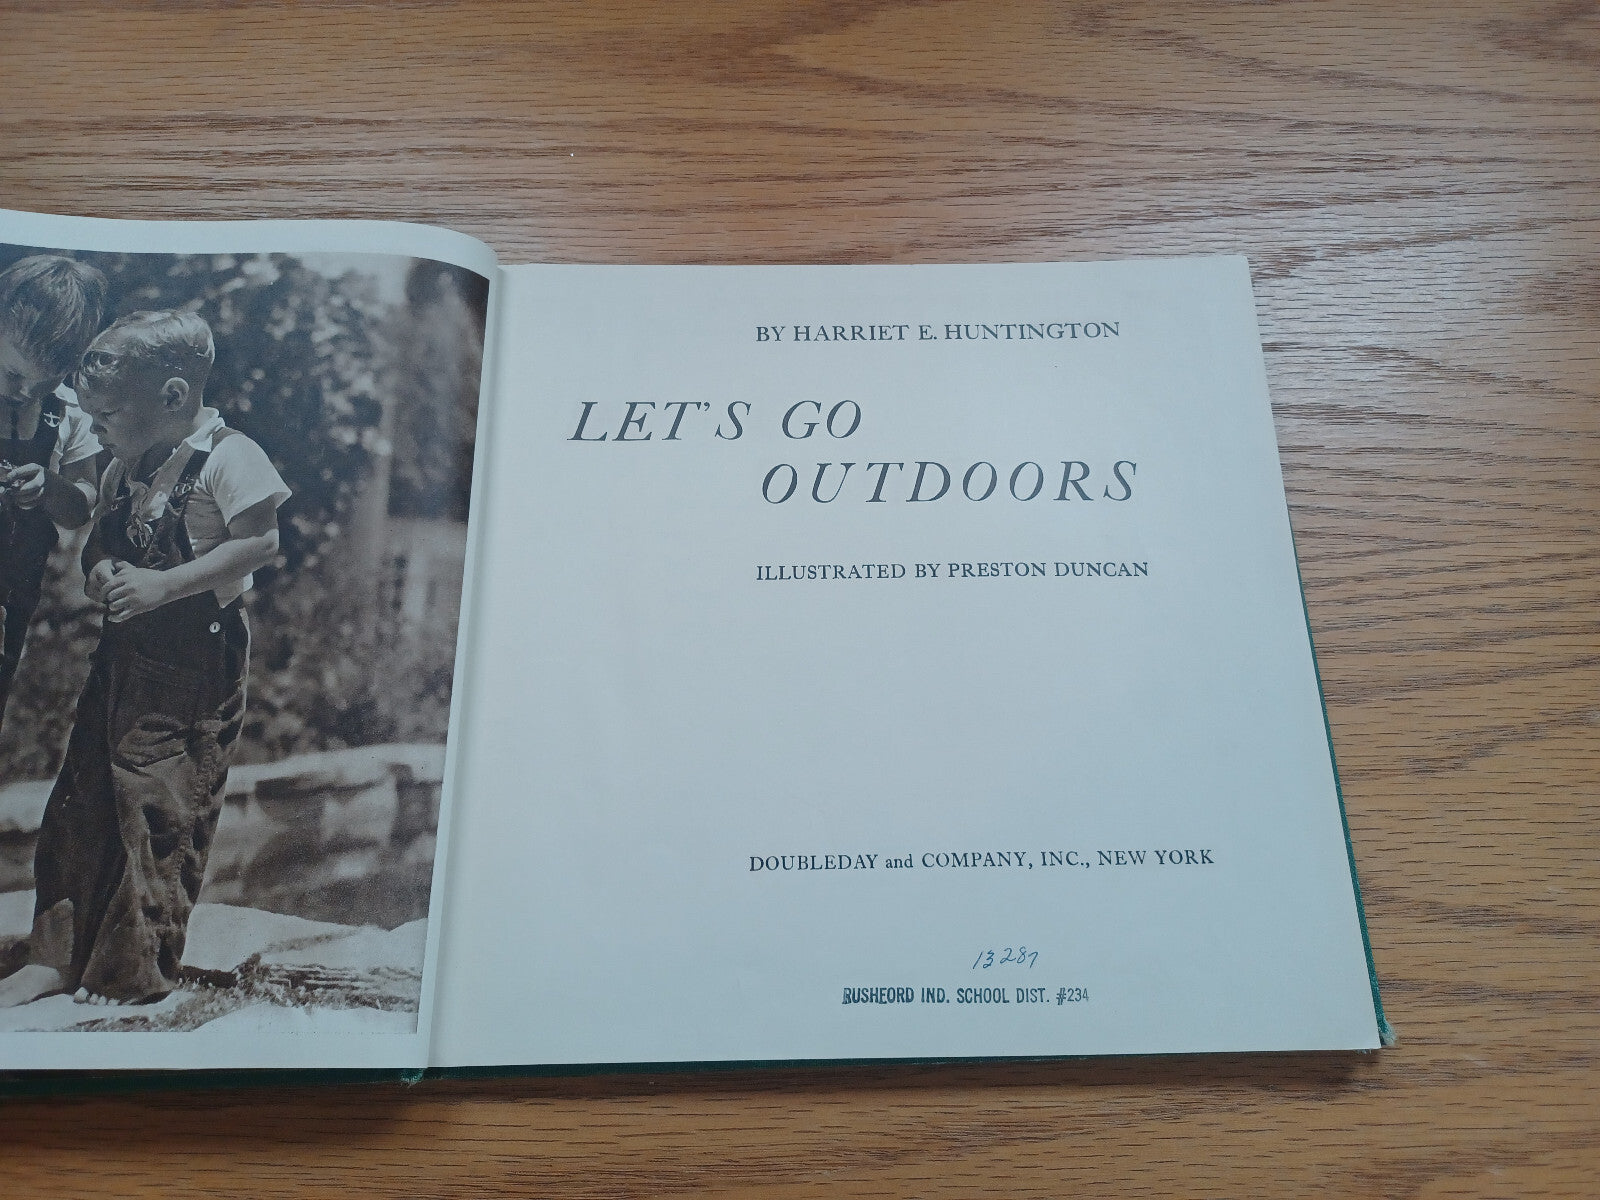 BY HARRIET E. HUNTINGTON
LET'S GO
OUTDOORS
ILLUSTRATED BY PRESTON DUNCAN
DOUBLEDAY and COMPANY, INC., NEW YORK
13287
RUSHFORD IND. SCHOOL DIST. #234